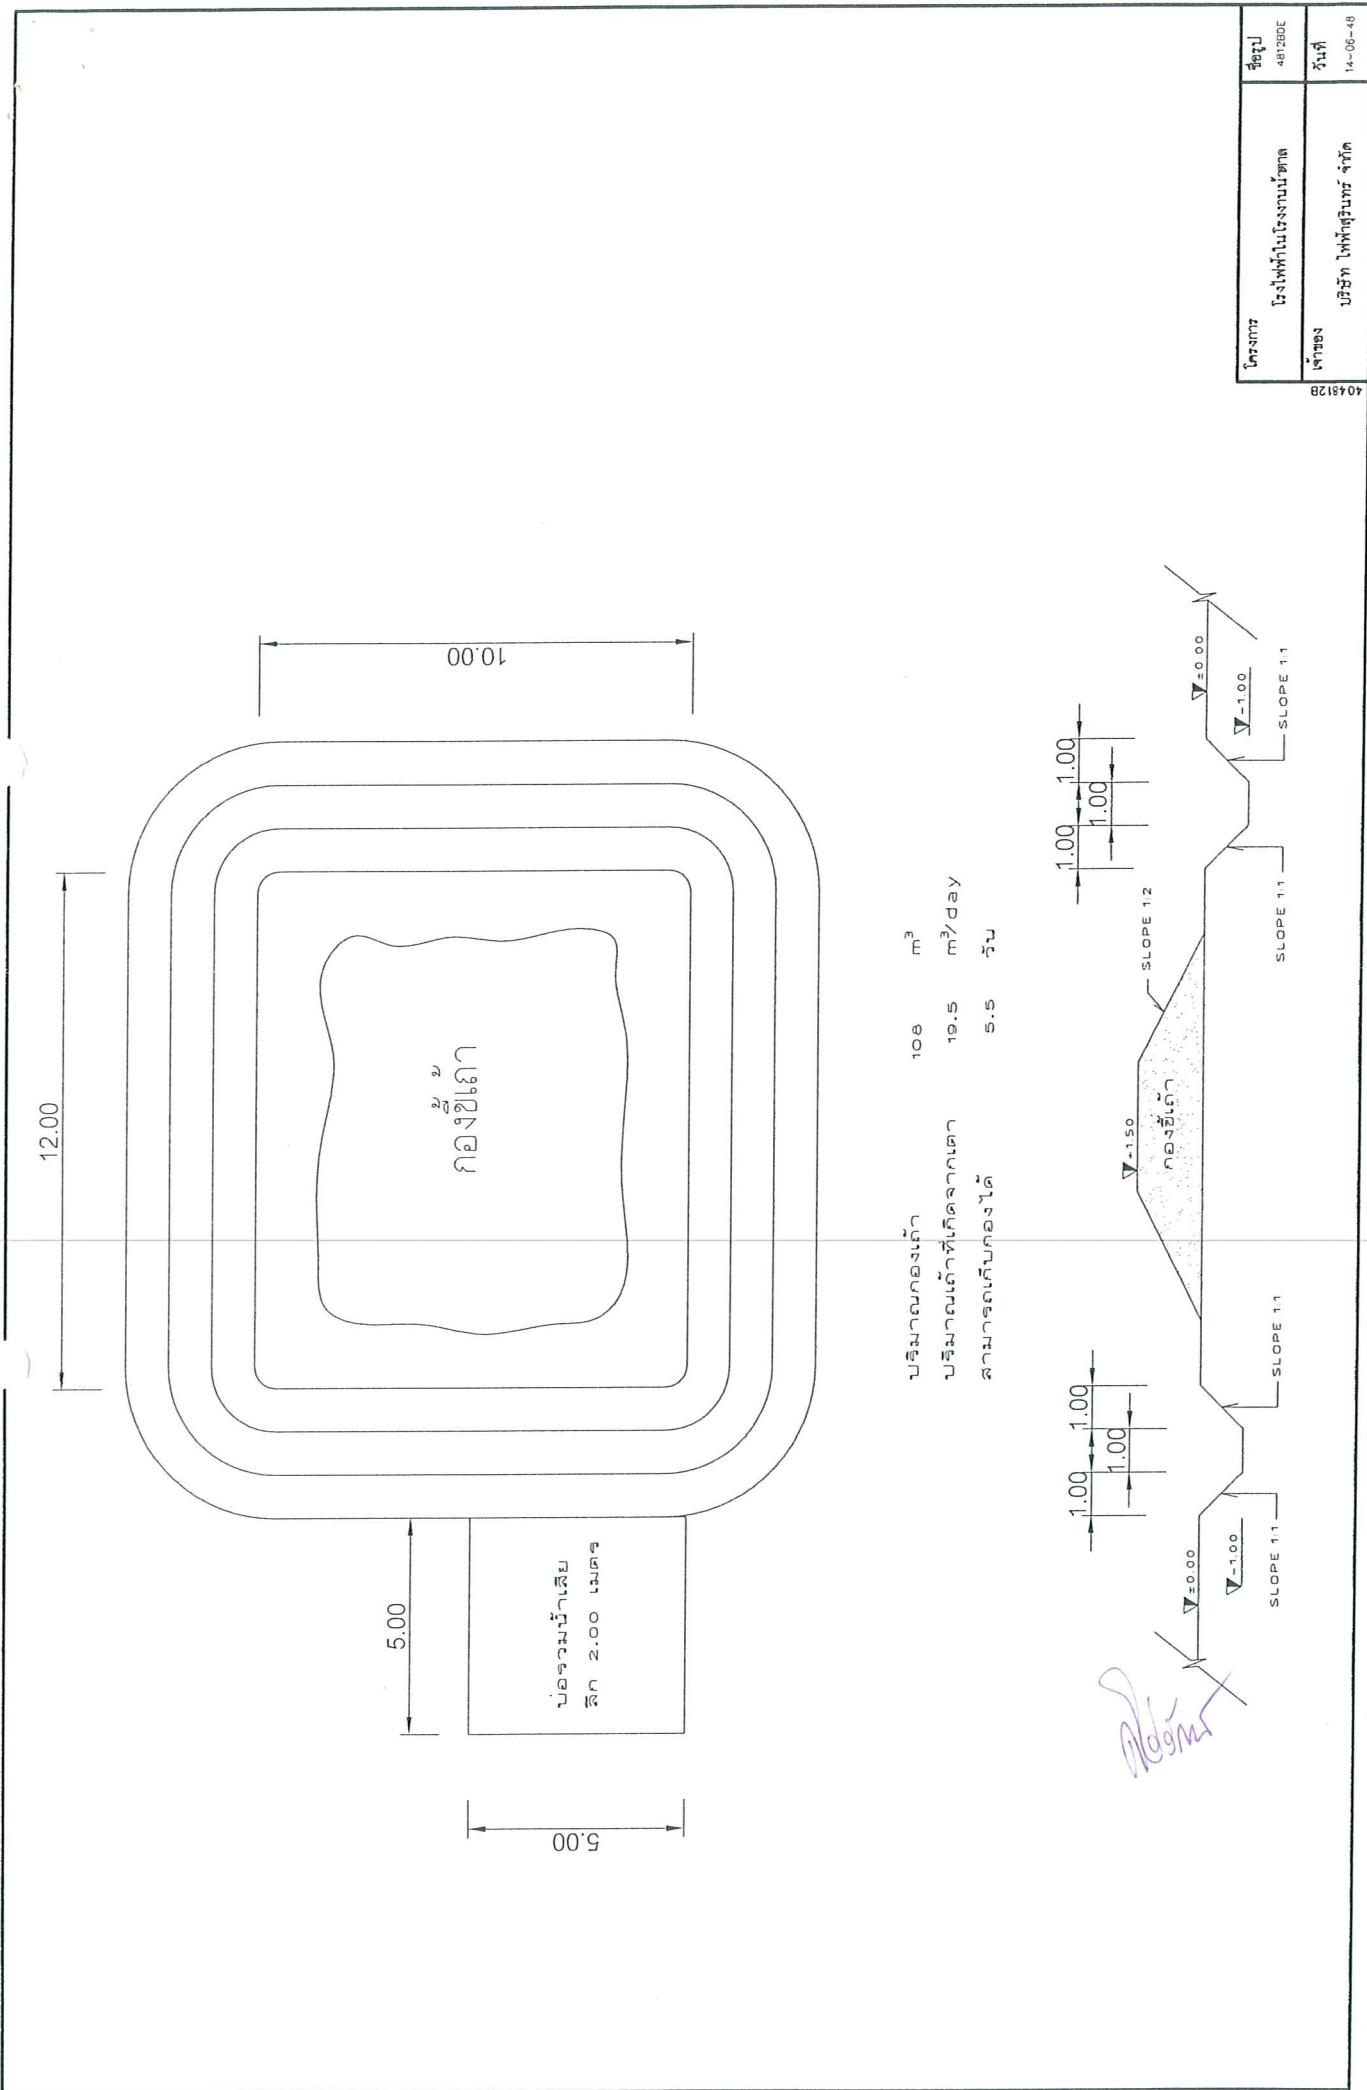 12.00
10.00
กองขี้เถ้า
5.00
5.00
บ่อรวมน้ำเสีย
ลึก 2.00 เมตร
ปริมาณกองเถ้า 108 m³
ปริมาณเถ้าที่เกิดจากเตา 19.5 m³/day
สามารถเก็บกองได้ 5.5 วัน
1.00
1.00
1.00
1.00
1.00
1.00
SLOPE 1:2
+1.50
กองขี้เถ้า
±0.00
-1.00
SLOPE 1:1
SLOPE 1:1
±0.00
-1.00
SLOPE 1:1
SLOPE 1:1
โครงการ
โรงไฟฟ้าในโรงงานน้ำตาล
ชื่อรูป
4812BDE
เจ้าของ
บริษัท ไฟฟ้าสุรินทร์ จำกัด
วันที่
14-06-48
404812B